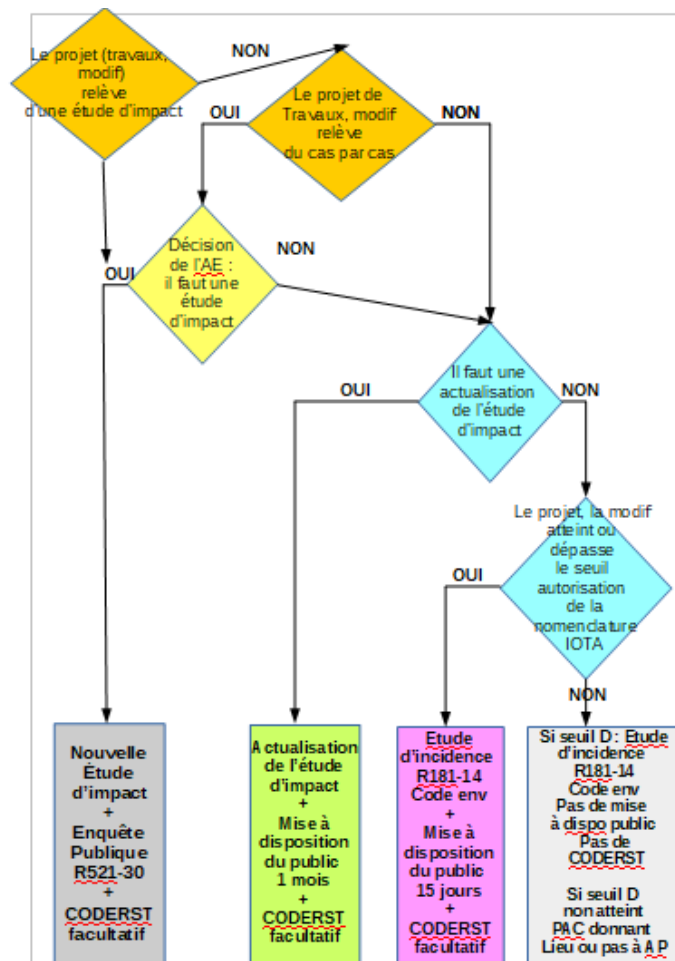 Le projet (travaux,
modif)
relève
d'une étude d'impact
NON
Le projet de
Travaux, modif
relève
du cas par cas
OUI
NON
Décision
de l'AE :
il faut une
étude
d'impact
OUI
NON
Il faut une
actualisation
de l'étude
d'impact
OUI
NON
Le projet, la modif
atteint ou
dépasse
le seuil
autorisation
de la
nomenclature
IOTA
OUI
NON
Nouvelle
Étude
d'impact
+
Enquête
Publique
R521-30
+
CODERST
facultatif
Actualisation
de l'étude
d'impact
+
Mise à
disposition
du public
1 mois
+
CODERST
facultatif
Etude
d'incidence
R181-14
Code env
+
Mise à
disposition
du public
15 jours
+
CODERST
facultatif
Si seuil D : Etude
d'incidence
R181-14
Code env
Pas de mise
à dispo public
Pas de
CODERST
Si seuil D
non atteint
PAC donnant
Lieu ou pas à AP